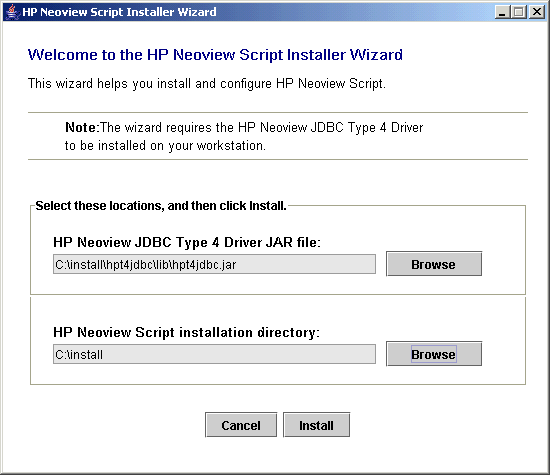 HP Neoview Script Installer Wizard
Welcome to the HP Neoview Script Installer Wizard
This wizard helps you install and configure HP Neoview Script.
Note:The wizard requires the HP Neoview JDBC Type 4 Driver
to be installed on your workstation.
Select these locations, and then click Install.
HP Neoview JDBC Type 4 Driver JAR file:
C:\install\hpt4jdbc\lib\hpt4jdbc.jar
Browse
HP Neoview Script installation directory:
C:\install
Browse
Cancel
Install